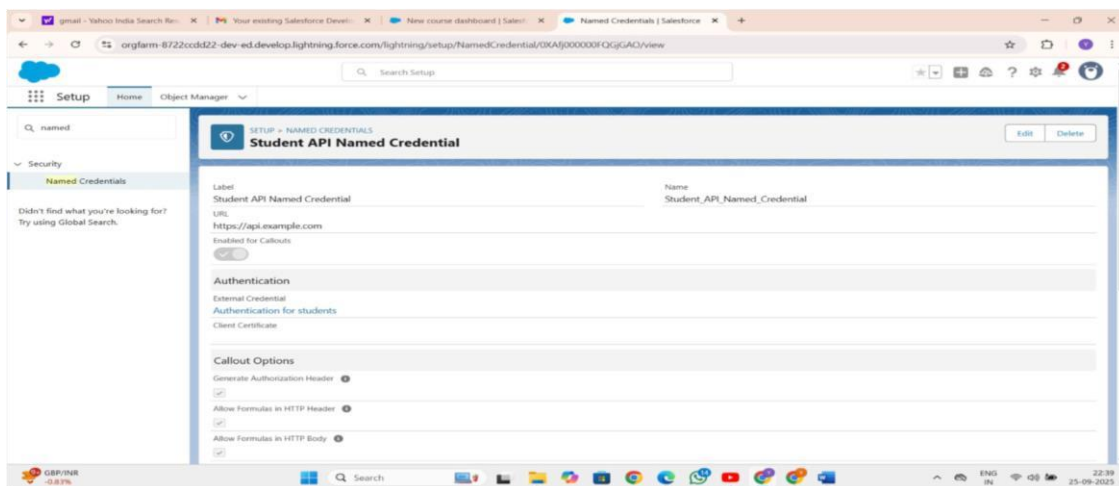 gmail - Yahoo India Search Res
Your existing Salesforce Develo
New course dashboard | Salesf
Named Credentials | Salesforce
orgfarm-8722ccdd22-dev-ed.develop.lightning.force.com/lightning/setup/NamedCredential/0XAfj000000FQGjGAO/view
Search Setup
Setup Home Object Manager
named
Security
Named Credentials
Didn't find what you're looking for?
Try using Global Search.
SETUP > NAMED CREDENTIALS
Student API Named Credential
Edit Delete
Label
Student API Named Credential
Name
Student_API_Named_Credential
URL
https://api.example.com
Enabled for Callouts
Authentication
External Credential
Authentication for students
Client Certificate
Callout Options
Generate Authorization Header
Allow Formulas in HTTP Header
Allow Formulas in HTTP Body
GBP/INR
-0.83%
Search
ENG
IN
22:39
25-09-2025